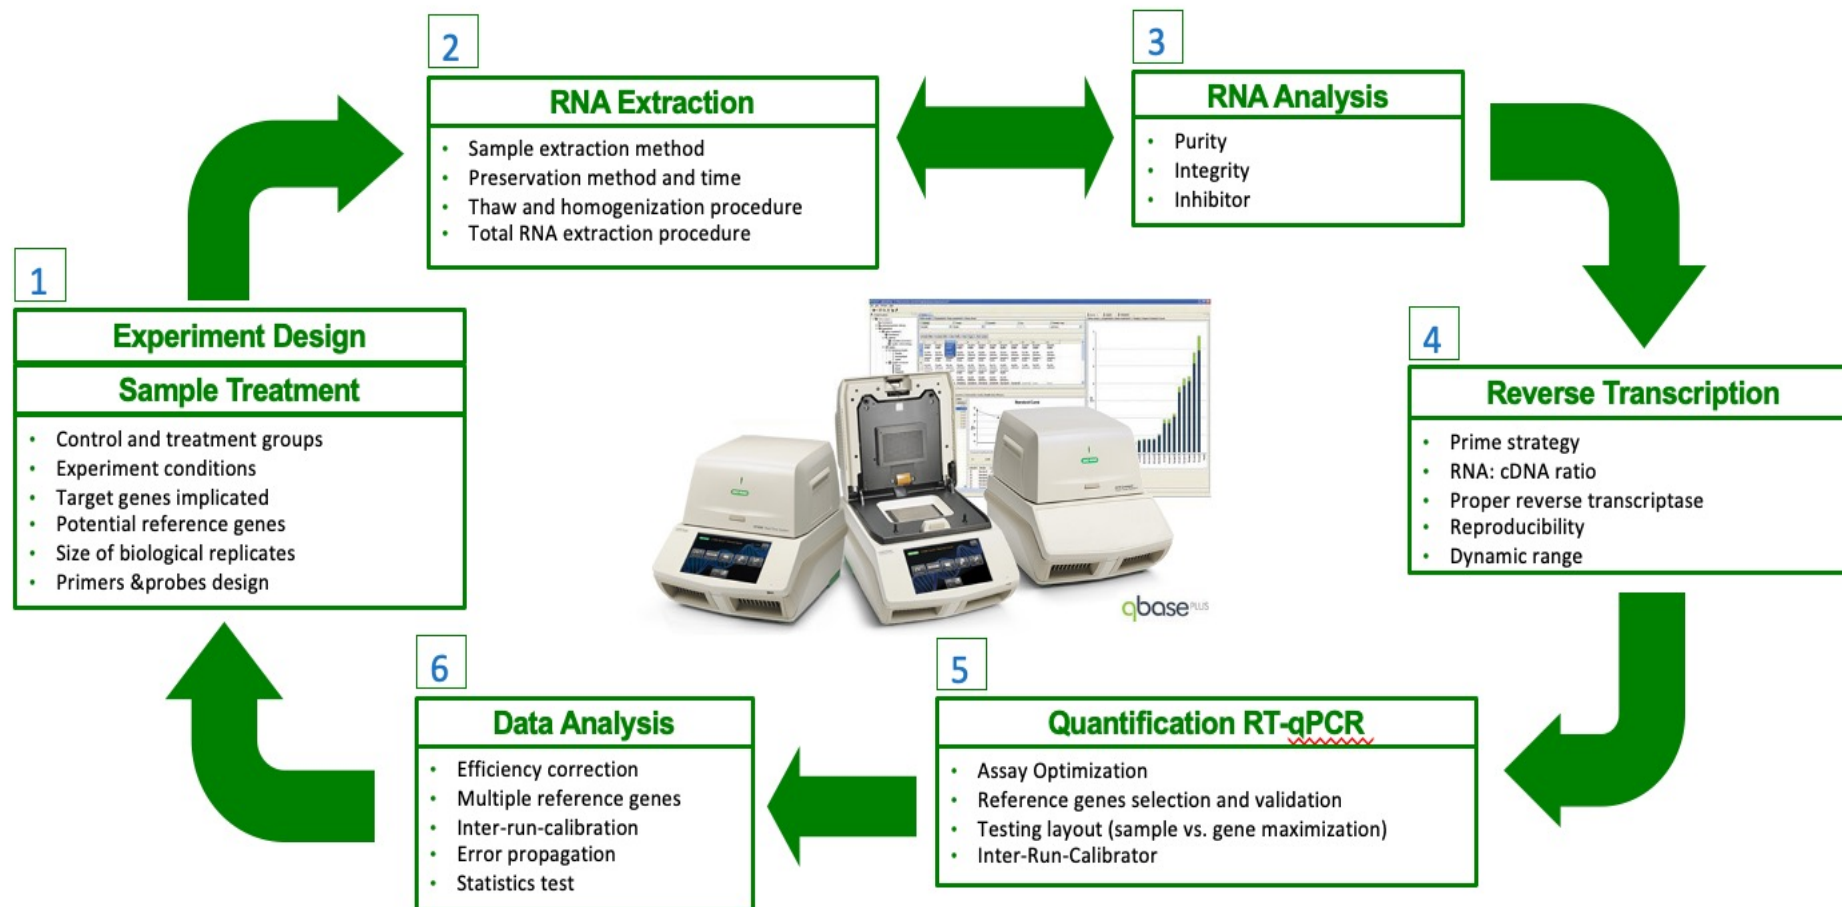 1
Experiment Design
Sample Treatment
• Control and treatment groups
• Experiment conditions
• Target genes implicated
• Potential reference genes
• Size of biological replicates
• Primers &probes design
2
RNA Extraction
• Sample extraction method
• Preservation method and time
• Thaw and homogenization procedure
• Total RNA extraction procedure
3
RNA Analysis
• Purity
• Integrity
• Inhibitor
4
Reverse Transcription
• Prime strategy
• RNA: cDNA ratio
• Proper reverse transcriptase
• Reproducibility
• Dynamic range
5
Quantification RT-qPCR
• Assay Optimization
• Reference genes selection and validation
• Testing layout (sample vs. gene maximization)
• Inter-Run-Calibrator
6
Data Analysis
• Efficiency correction
• Multiple reference genes
• Inter-run-calibration
• Error propagation
• Statistics test
qbase PLUS